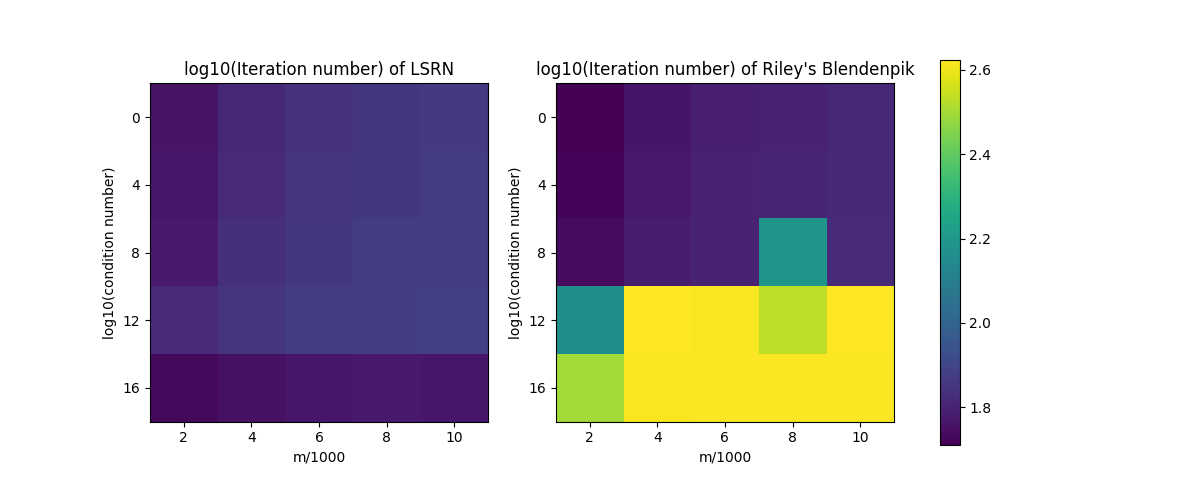 log10(Iteration number) of LSRN
log10(condition number)
0
4
8
12
16
2 4 6 8 10
m/1000
log10(Iteration number) of Riley's Blendenpik
log10(condition number)
0
4
8
12
16
2 4 6 8 10
m/1000
2.6
2.4
2.2
2.0
1.8